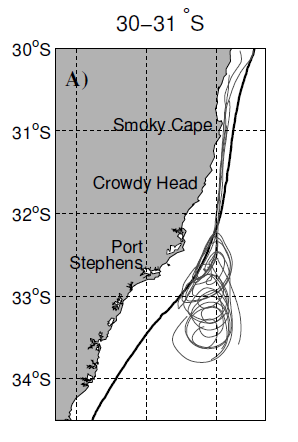 30−31 °S
30°S
A)
Smoky Cape
31°S
Crowdy Head
32°S
Port
Stephens
33°S
34°S